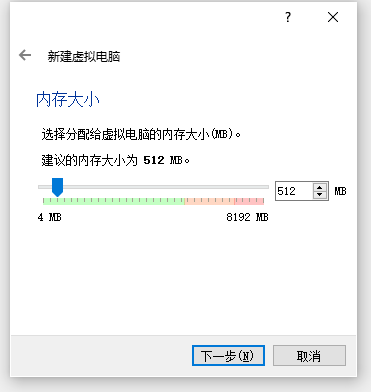 ?
新建虚拟电脑
内存大小
选择分配给虚拟电脑的内存大小(MB)。
建议的内存大小为 512 MB。
512 MB
4 MB 8192 MB
下一步(N) 取消